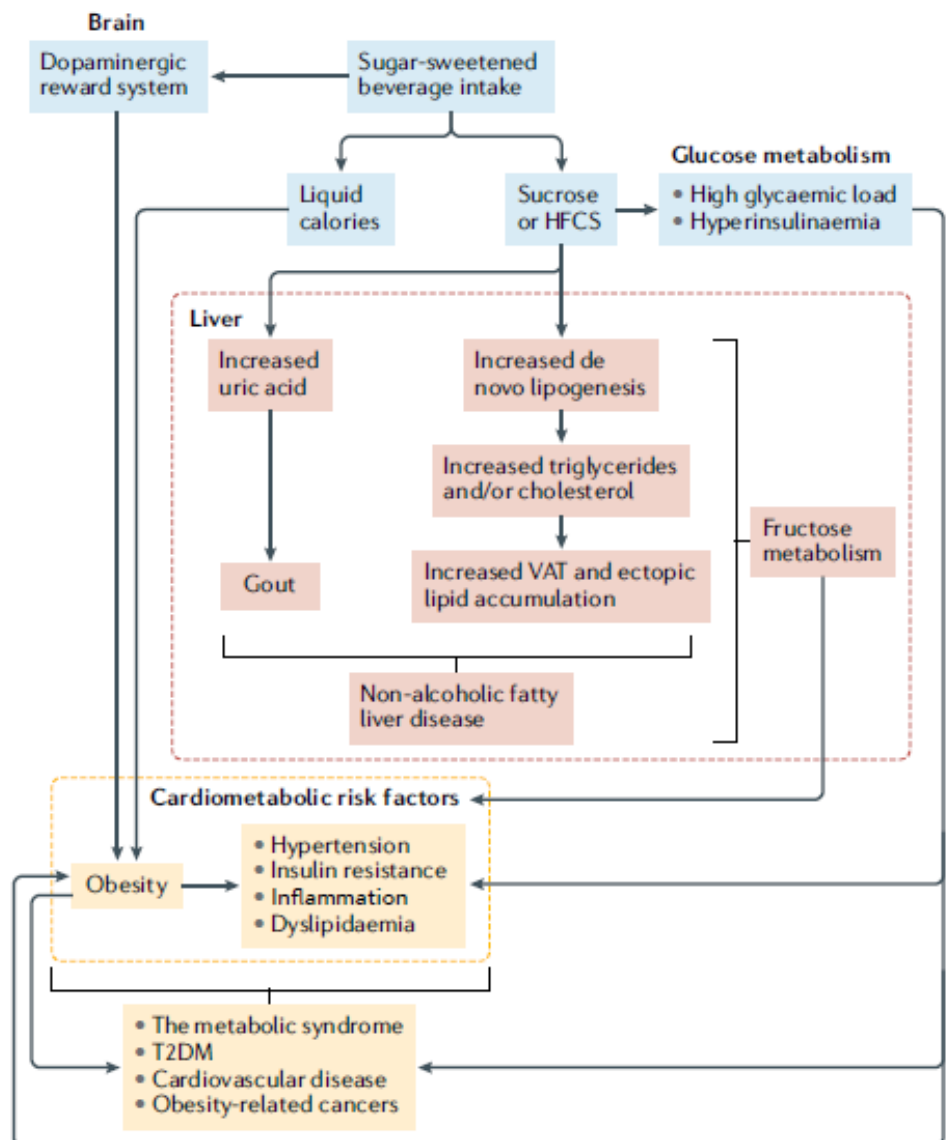 Brain
Dopaminergic
reward system
Sugar-sweetened
beverage intake
Liquid
calories
Sucrose
or HFCS
Glucose metabolism
• High glycaemic load
• Hyperinsulinaemia
Liver
Increased
uric acid
Gout
Increased de
novo lipogenesis
Increased triglycerides
and/or cholesterol
Increased VAT and ectopic
lipid accumulation
Fructose
metabolism
Non-alcoholic fatty
liver disease
Cardiometabolic risk factors
Obesity
• Hypertension
• Insulin resistance
• Inflammation
• Dyslipidaemia
• The metabolic syndrome
• T2DM
• Cardiovascular disease
• Obesity-related cancers